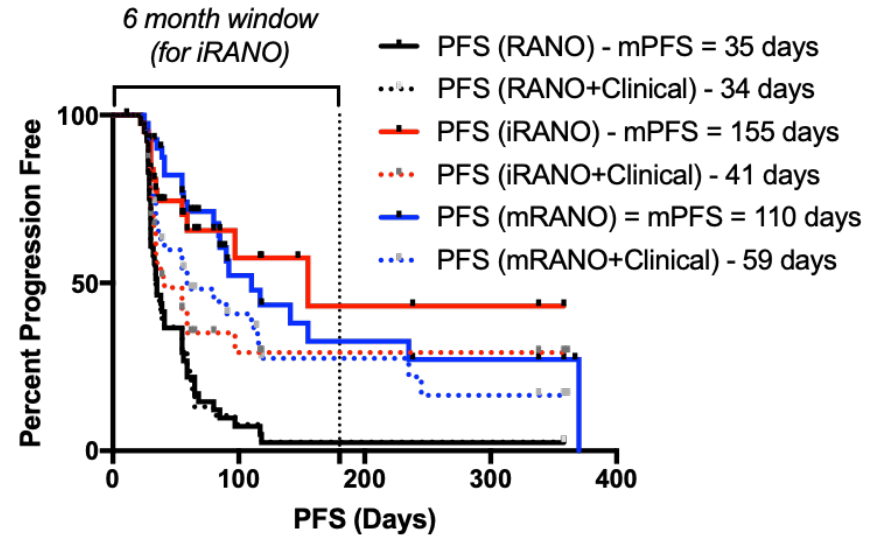 6 month window
(for iRANO)
PFS (RANO) - mPFS = 35 days
PFS (RANO+Clinical) - 34 days
PFS (iRANO) - mPFS = 155 days
PFS (iRANO+Clinical) - 41 days
PFS (mRANO) = mPFS = 110 days
PFS (mRANO+Clinical) - 59 days
Percent Progression Free
100
50
0
0 100 200 300 400
PFS (Days)